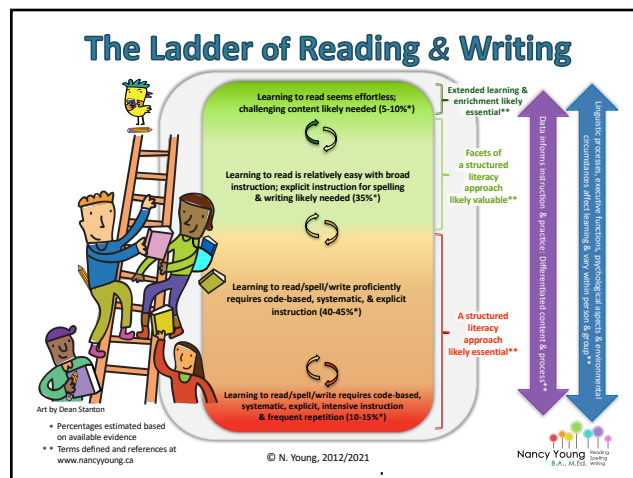 The Ladder of Reading & Writing
Learning to read seems effortless;
challenging content likely needed (5-10%*)
Extended learning &
enrichment likely
essential**
Learning to read is relatively easy with broad
instruction; explicit instruction for spelling
& writing likely needed (35%*)
Facets of
a structured
literacy
approach
likely valuable**
Learning to read/spell/write proficiently
requires code-based, systematic, & explicit
instruction (40-45%*)
A structured
literacy
approach
likely essential**
Learning to read/spell/write requires code-based,
systematic, explicit, intensive instruction
& frequent repetition (10-15%*)
Data informs instruction & practice: Differentiated content & process**
Linguistic processes, executive functions, psychological aspects & environmental
circumstances affect learning & vary within person & group**
Art by Dean Stanton
* Percentages estimated based
on available evidence
** Terms defined and references at
www.nancyyoung.ca
© N. Young, 2012/2021
Nancy Young
B.A., M.Ed.
Reading
Spelling
Writing